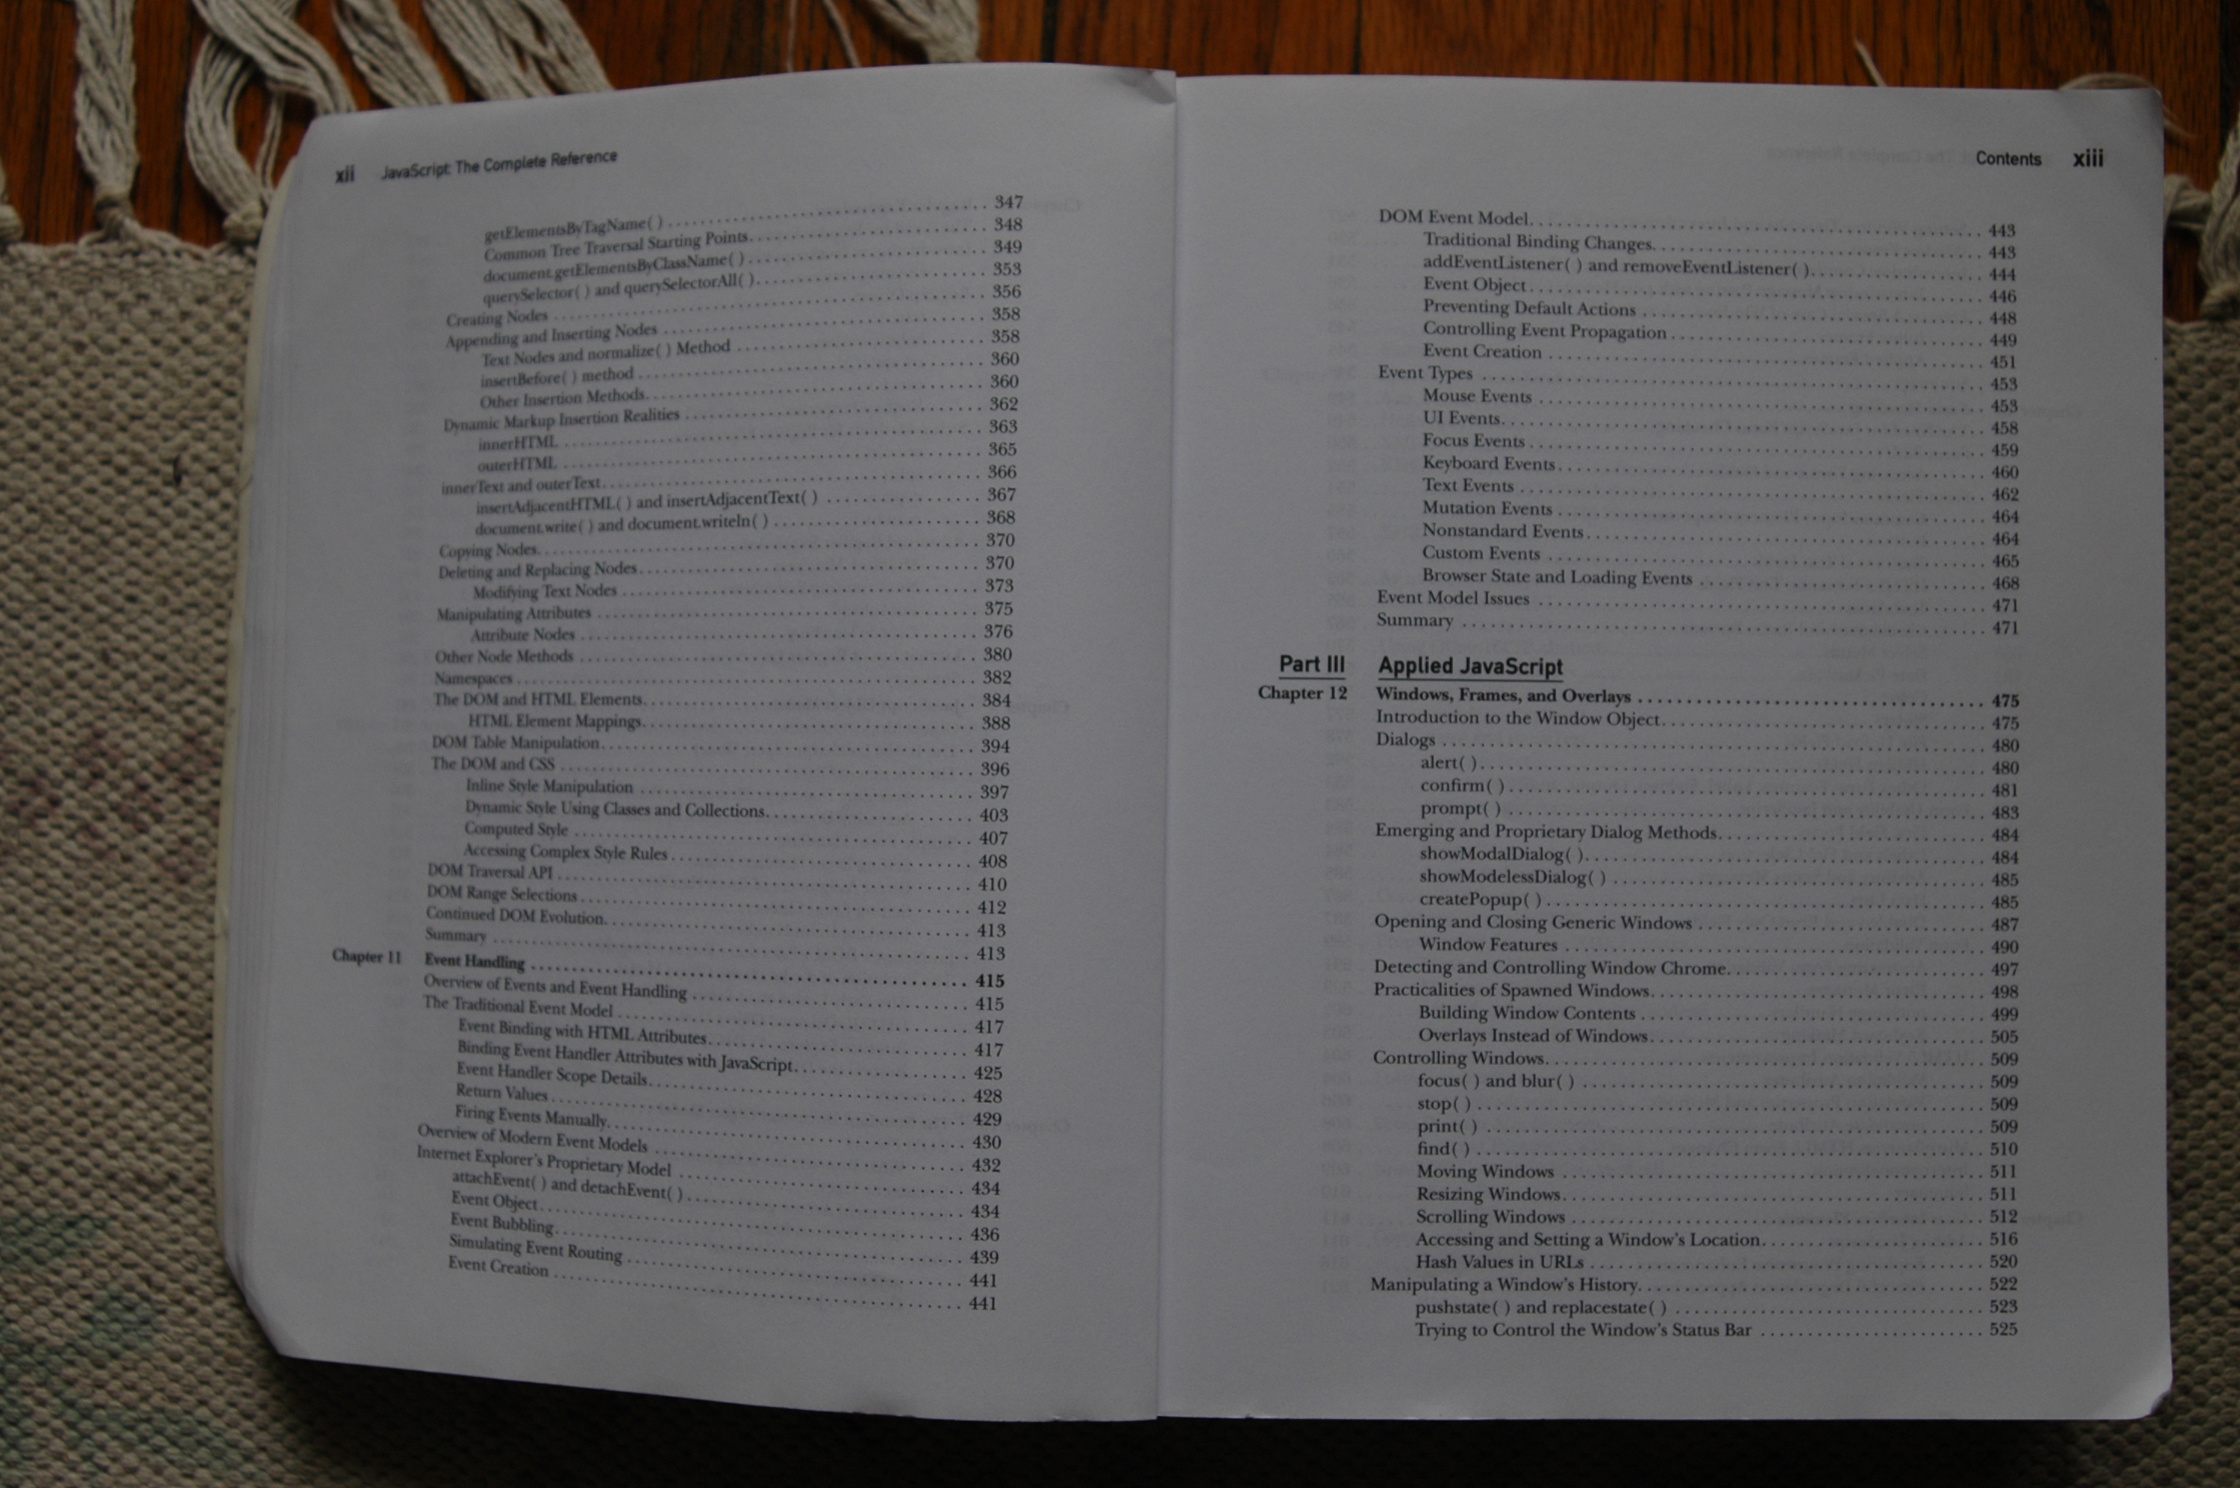 xii JavaScript: The Complete Reference
getElementsByTagName( ) . . . 347
Common Tree Traversal Starting Points . . . 348
document.getElementsByClassName( ) . . . 349
querySelector( ) and querySelectorAll( ) . . . 353
Creating Nodes . . . 356
Appending and Inserting Nodes . . . 358
Text Nodes and normalize( ) Method . . . 358
insertBefore( ) method . . . 360
Other Insertion Methods . . . 360
Dynamic Markup Insertion Realities . . . 362
innerHTML . . . 363
outerHTML . . . 365
innerText and outerText . . . 366
insertAdjacentHTML( ) and insertAdjacentText( ) . . . 367
document.write( ) and document.writeln( ) . . . 368
Copying Nodes . . . 370
Deleting and Replacing Nodes . . . 370
Modifying Text Nodes . . . 373
Manipulating Attributes . . . 375
Attribute Nodes . . . 376
Other Node Methods . . . 380
Namespaces . . . 382
The DOM and HTML Elements . . . 384
HTML Element Mappings . . . 388
DOM Table Manipulation . . . 394
The DOM and CSS . . . 396
Inline Style Manipulation . . . 397
Dynamic Style Using Classes and Collections . . . 403
Computed Style . . . 407
Accessing Complex Style Rules . . . 408
DOM Traversal API . . . 410
DOM Range Selections . . . 412
Continued DOM Evolution . . . 413
Summary . . . 413
Chapter 11 Event Handling . . . 415
Overview of Events and Event Handling . . . 415
The Traditional Event Model . . . 417
Event Binding with HTML Attributes . . . 417
Binding Event Handler Attributes with JavaScript . . . 425
Event Handler Scope Details . . . 428
Return Values . . . 429
Firing Events Manually . . . 430
Overview of Modern Event Models . . . 432
Internet Explorer's Proprietary Model . . . 434
attachEvent( ) and detachEvent( ) . . . 434
Event Object . . . 436
Event Bubbling . . . 439
Simulating Event Routing . . . 441
Event Creation . . . 441
Contents xiii
DOM Event Model . . . 443
Traditional Binding Changes . . . 443
addEventListener( ) and removeEventListener( ) . . . 444
Event Object . . . 446
Preventing Default Actions . . . 448
Controlling Event Propagation . . . 449
Event Creation . . . 451
Event Types . . . 453
Mouse Events . . . 453
UI Events . . . 458
Focus Events . . . 459
Keyboard Events . . . 460
Text Events . . . 462
Mutation Events . . . 464
Nonstandard Events . . . 464
Custom Events . . . 465
Browser State and Loading Events . . . 468
Event Model Issues . . . 471
Summary . . . 471
Part III Applied JavaScript
Chapter 12 Windows, Frames, and Overlays . . . 475
Introduction to the Window Object . . . 475
Dialogs . . . 480
alert( ) . . . 480
confirm( ) . . . 481
prompt( ) . . . 483
Emerging and Proprietary Dialog Methods . . . 484
showModalDialog( ) . . . 484
showModelessDialog( ) . . . 485
createPopup( ) . . . 485
Opening and Closing Generic Windows . . . 487
Window Features . . . 490
Detecting and Controlling Window Chrome . . . 497
Practicalities of Spawned Windows . . . 498
Building Window Contents . . . 499
Overlays Instead of Windows . . . 505
Controlling Windows . . . 509
focus( ) and blur( ) . . . 509
stop( ) . . . 509
print( ) . . . 509
find( ) . . . 510
Moving Windows . . . 511
Resizing Windows . . . 511
Scrolling Windows . . . 512
Accessing and Setting a Window's Location . . . 516
Hash Values in URLs . . . 520
Manipulating a Window's History . . . 522
pushstate( ) and replacestate( ) . . . 523
Trying to Control the Window's Status Bar . . . 525